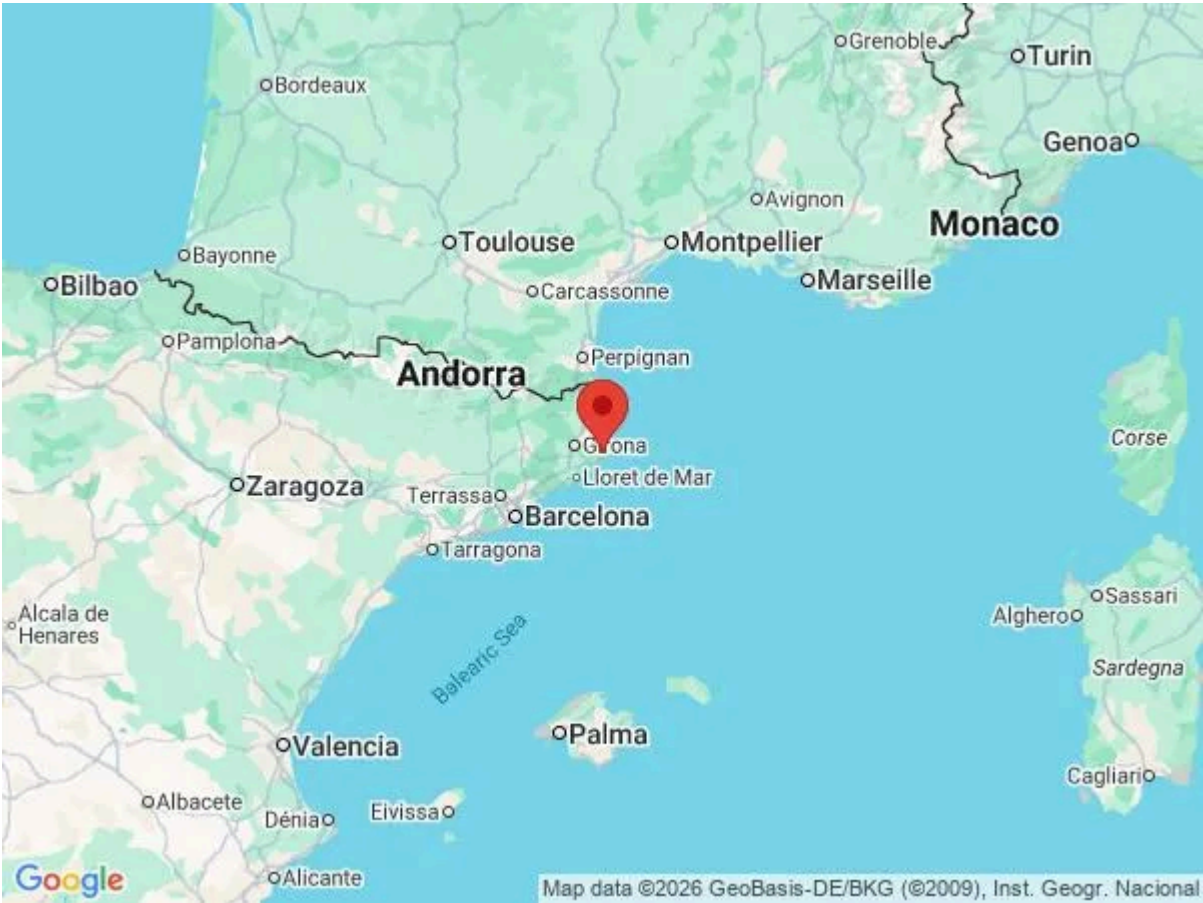 Grenoble
Turin
Bordeaux
Genoa
Avignon
Monaco
Toulouse
Montpellier
Bayonne
Marseille
Bilbao
Carcassonne
Pamplona
Perpignan
Andorra
Corse
Girona
Lloret de Mar
Zaragoza
Terrassa
Barcelona
Tarragona
Sassari
Alcala de
Henares
Alghero
Balearic Sea
Sardegna
Palma
Valencia
Cagliari
Albacete
Eivissa
Dénia
Alicante
Google
Map data ©2026 GeoBasis-DE/BKG (©2009), Inst. Geogr. Nacional